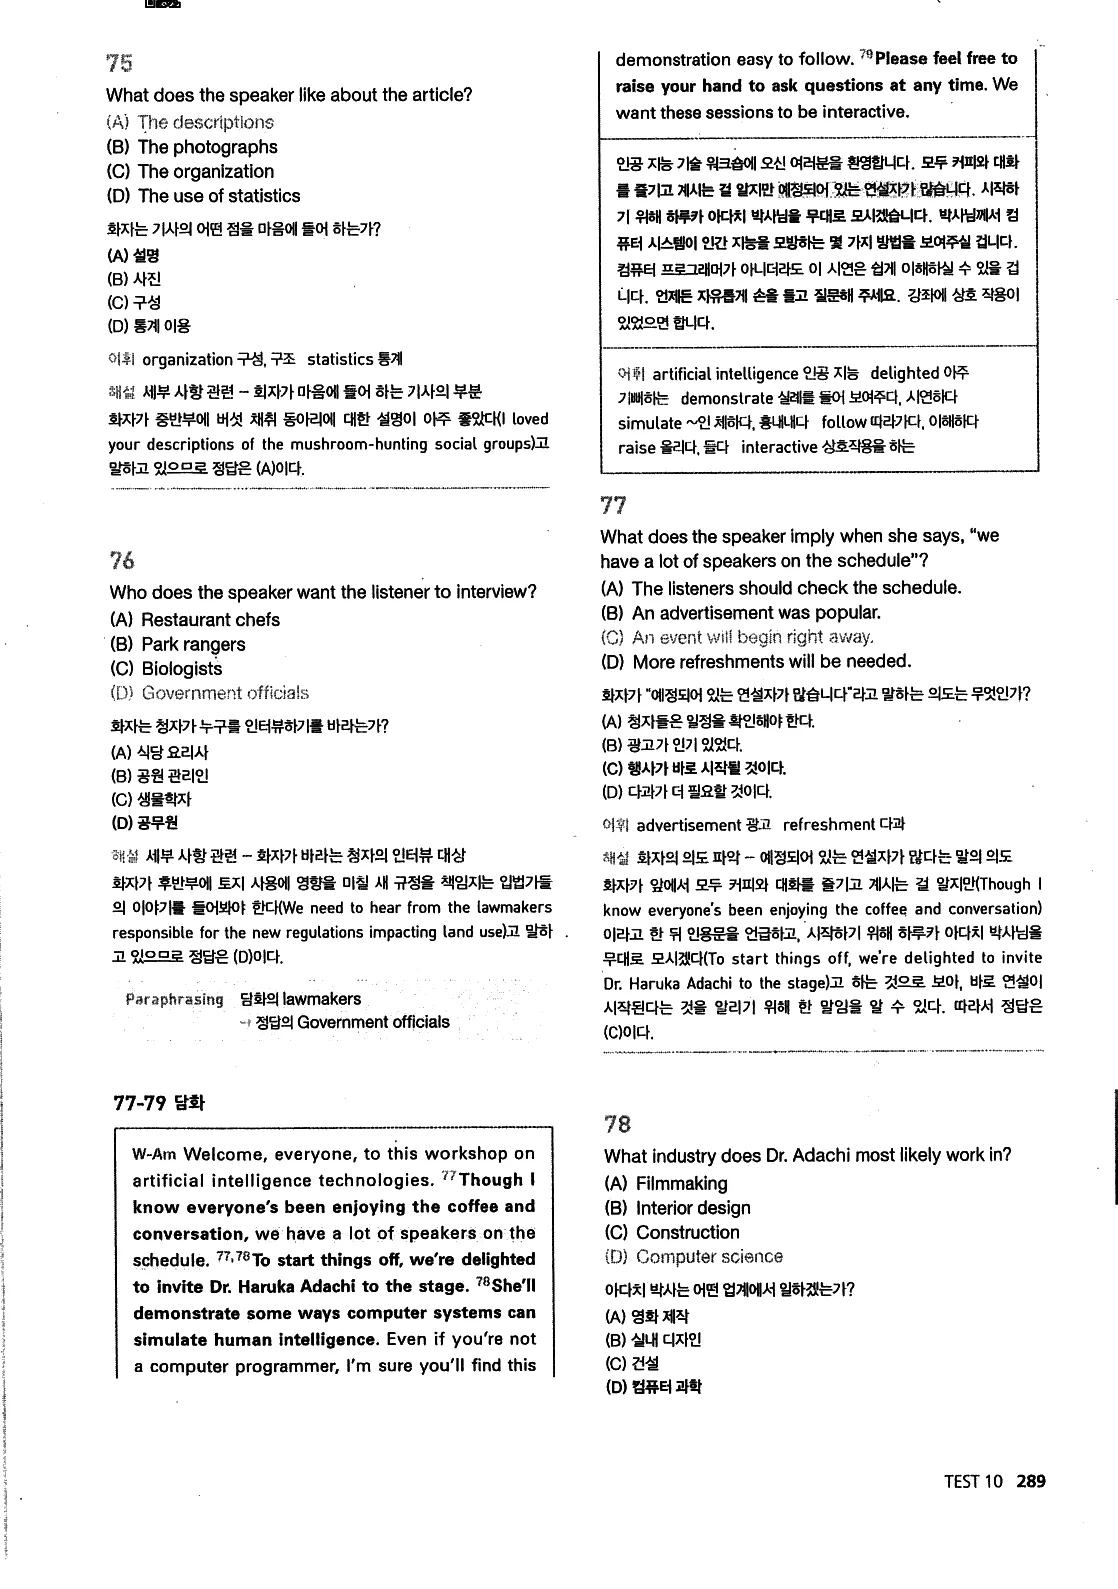 75
What does the speaker like about the article?
(A) The descriptions
(B) The photographs
(C) The organization
(D) The use of statistics
화자는 기사의 어떤 점을 마음에 들어 하는가?
(A) 설명
(B) 사진
(C) 구성
(D) 통계 이용
어휘 organization 구성, 구조 statistics 통계
해설 세부 사항 관련 – 화자가 마음에 들어 하는 기사의 부분
화자가 중반부에 버섯 채취 동아리에 대한 설명이 아주 좋았다(I loved
your descriptions of the mushroom-hunting social groups)고
말하고 있으므로 정답은 (A)이다.
76
Who does the speaker want the listener to interview?
(A) Restaurant chefs
(B) Park rangers
(C) Biologists
(D) Government officials
화자는 청자가 누구를 인터뷰하기를 바라는가?
(A) 식당 요리사
(B) 공원 관리인
(C) 생물학자
(D) 공무원
해설 세부 사항 관련 – 화자가 바라는 청자의 인터뷰 대상
화자가 후반부에 토지 사용에 영향을 미칠 새 규정을 책임지는 입법가들
의 이야기를 들어봐야 한다(We need to hear from the lawmakers
responsible for the new regulations impacting land use)고 말하
고 있으므로 정답은 (D)이다.
Paraphrasing 담화의 lawmakers
→ 정답의 Government officials
77-79 담화
W-Am Welcome, everyone, to this workshop on
artificial intelligence technologies. 77Though I
know everyone's been enjoying the coffee and
conversation, we have a lot of speakers on the
schedule. 77,78To start things off, we're delighted
to invite Dr. Haruka Adachi to the stage. 78She'll
demonstrate some ways computer systems can
simulate human intelligence. Even if you're not
a computer programmer, I'm sure you'll find this
demonstration easy to follow. 79Please feel free to
raise your hand to ask questions at any time. We
want these sessions to be interactive.
인공 지능 기술 워크숍에 오신 여러분을 환영합니다. 모두 커피와 대화
를 즐기고 계시는 걸 알지만 예정되어 있는 연설자가 많습니다. 시작하
기 위해 하루카 아다치 박사님을 무대로 모시겠습니다. 박사님께서 컴
퓨터 시스템이 인간 지능을 모방하는 몇 가지 방법을 보여주실 겁니다.
컴퓨터 프로그래머가 아니더라도 이 시연은 쉽게 이해하실 수 있을 겁
니다. 언제든 자유롭게 손을 들고 질문해 주세요. 강좌에 상호 작용이
있었으면 합니다.
어휘 artificial intelligence 인공 지능 delighted 아주
기뻐하는 demonstrate 실례를 들어 보여주다, 시연하다
simulate ~인 체하다, 흉내내다 follow 따라가다, 이해하다
raise 올리다, 들다 interactive 상호작용을 하는
77
What does the speaker imply when she says, "we
have a lot of speakers on the schedule"?
(A) The listeners should check the schedule.
(B) An advertisement was popular.
(C) An event will begin right away.
(D) More refreshments will be needed.
화자가 "예정되어 있는 연설자가 많습니다"라고 말하는 의도는 무엇인가?
(A) 청자들은 일정을 확인해야 한다.
(B) 광고가 인기 있었다.
(C) 행사가 바로 시작될 것이다.
(D) 다과가 더 필요할 것이다.
어휘 advertisement 광고 refreshment 다과
해설 화자의 의도 파악 – 예정되어 있는 연설자가 많다는 말의 의도
화자가 앞에서 모두 커피와 대화를 즐기고 계시는 걸 알지만(Though I
know everyone's been enjoying the coffee and conversation)
이라고 한 뒤 인용문을 언급하고, 시작하기 위해 하루카 아다치 박사님을
무대로 모시겠다(To start things off, we're delighted to invite
Dr. Haruka Adachi to the stage)고 하는 것으로 보아, 바로 연설이
시작된다는 것을 알리기 위해 한 말임을 알 수 있다. 따라서 정답은
(C)이다.
78
What industry does Dr. Adachi most likely work in?
(A) Filmmaking
(B) Interior design
(C) Construction
(D) Computer science
아다치 박사는 어떤 업계에서 일하겠는가?
(A) 영화 제작
(B) 실내 디자인
(C) 건설
(D) 컴퓨터 과학
TEST 10 289